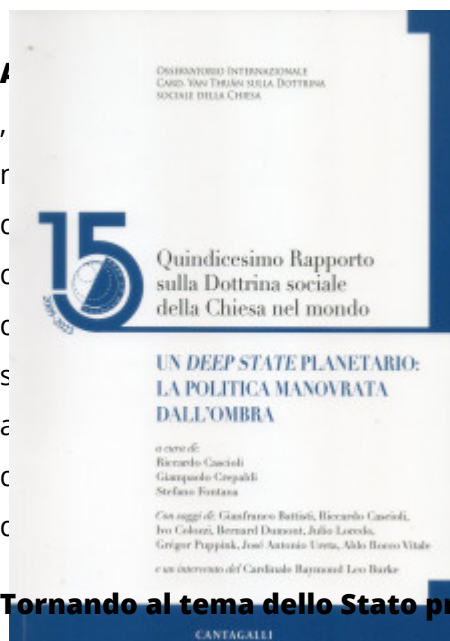 OSSERVATORIO INTERNAZIONALE
CARD. VAN THUÂN SULLA DOTTRINA
SOCIALE DELLA CHIESA
15
Quindicesimo Rapporto
sulla Dottrina sociale
della Chiesa nel mondo
UN DEEP STATE PLANETARIO:
LA POLITICA MANOVRATA
DALL'OMBRA
a cura di:
Riccardo Cascioli
Giampaolo Crepaldi
Stefano Fontana
Con saggi di: Gianfranco Battisti, Riccardo Cascioli,
Ivo Colozzi, Bernard Dumont, Julio Loredo,
Grégor Puppink, José Antonio Ureta, Aldo Rocco Vitale
e un intervento del Cardinale Raymond Leo Burke
Tornando al tema dello Stato pr
CANTAGALLI